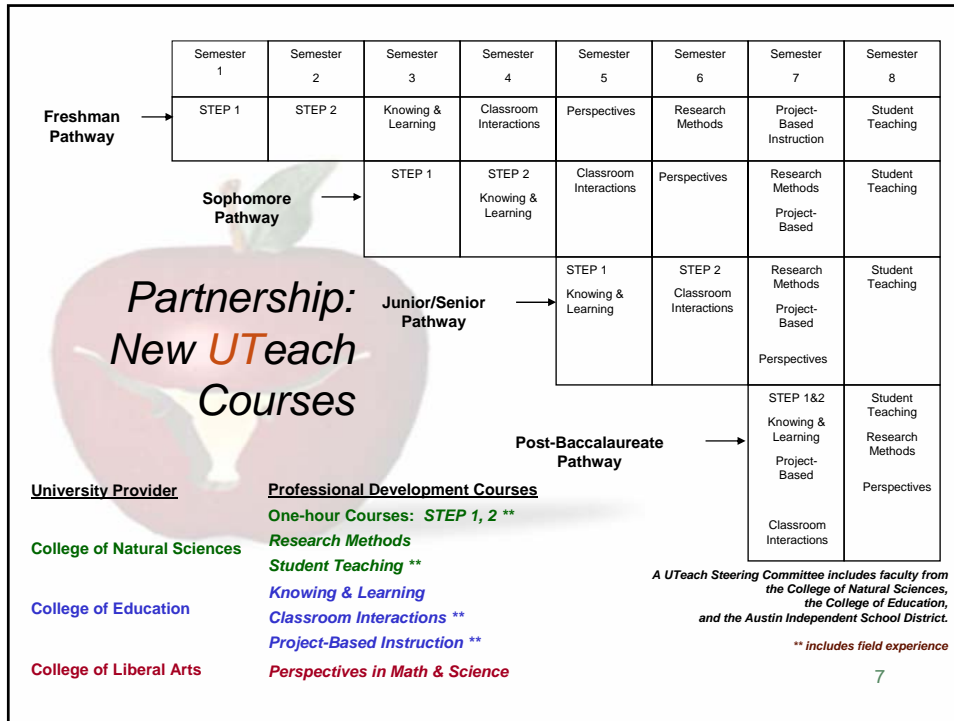 Semester 1
Semester 2
Semester 3
Semester 4
Semester 5
Semester 6
Semester 7
Semester 8
Freshman
Pathway
STEP 1
STEP 2
Knowing &
Learning
Classroom
Interactions
Perspectives
Research
Methods
Project-
Based
Instruction
Student
Teaching
Sophomore
Pathway
STEP 1
STEP 2
Knowing &
Learning
Classroom
Interactions
Perspectives
Research
Methods
Project-
Based
Student
Teaching
Partnership:
New UTeach
Courses
Junior/Senior
Pathway
STEP 1
Knowing &
Learning
STEP 2
Classroom
Interactions
Research
Methods
Project-
Based
Perspectives
Student
Teaching
Post-Baccalaureate
Pathway
STEP 1&2
Knowing &
Learning
Project-
Based
Classroom
Interactions
Student
Teaching
Research
Methods
Perspectives
University Provider
Professional Development Courses
College of Natural Sciences
One-hour Courses: STEP 1, 2 **
Research Methods
Student Teaching **
College of Education
Knowing & Learning
Classroom Interactions **
Project-Based Instruction **
College of Liberal Arts
Perspectives in Math & Science
A UTeach Steering Committee includes faculty from
the College of Natural Sciences,
the College of Education,
and the Austin Independent School District.
** includes field experience
7